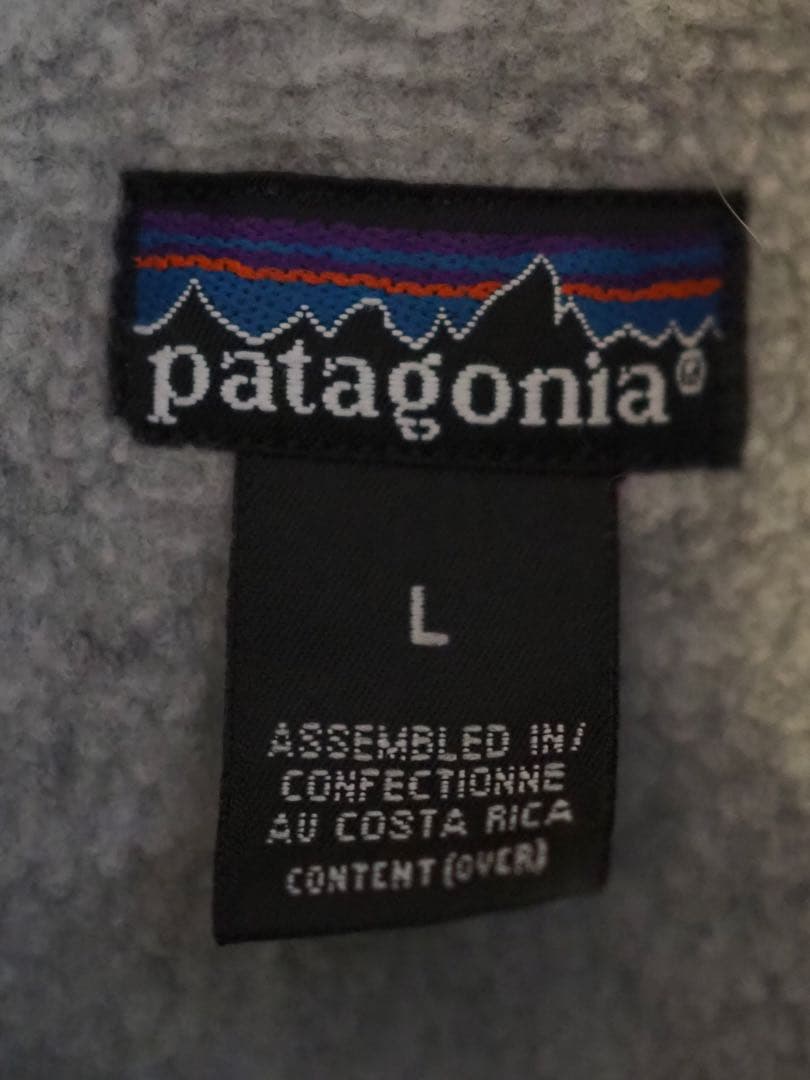 patagonia®
L
ASSEMBLED IN/
CONFECTIONNE
AU COSTA RICA
CONTENT (OVER)